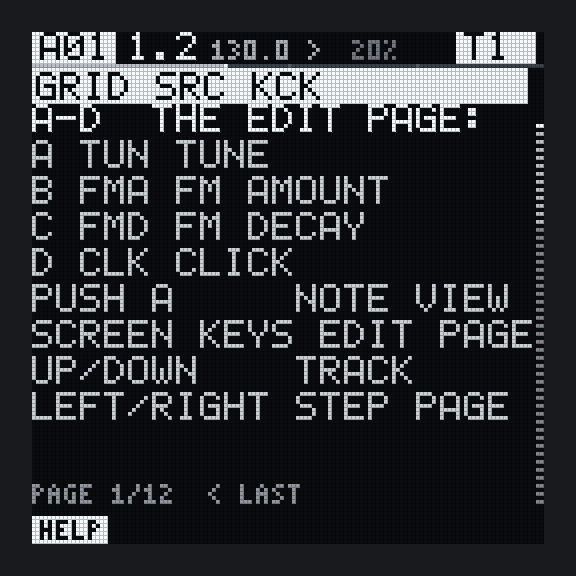 A01 1.2 130.0 > 20% T1
GRID SRC KCK
A-D THE EDIT PAGE:
A TUN TUNE
B FMA FM AMOUNT
C FMD FM DECAY
D CLK CLICK
PUSH A NOTE VIEW
SCREEN KEYS EDIT PAGE
UP/DOWN TRACK
LEFT/RIGHT STEP PAGE
PAGE 1/12 < LAST
HELP